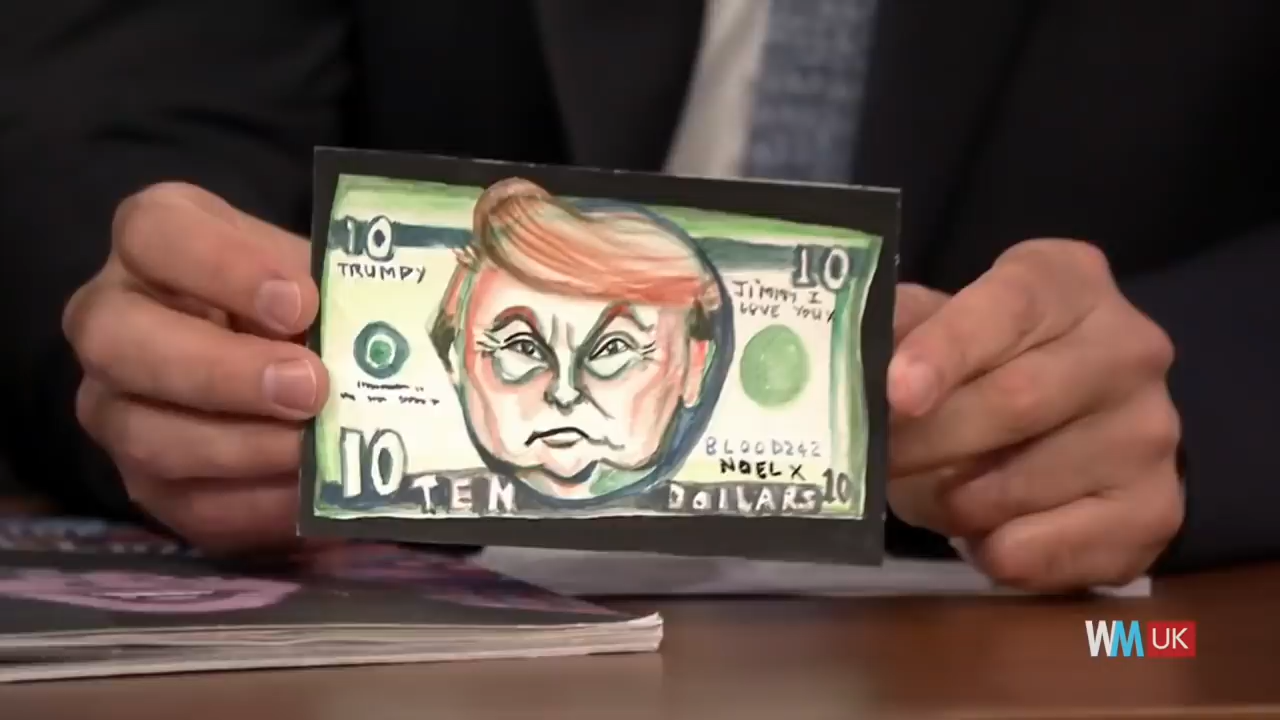 10
10
TRUMPY
JIMMY I
LOVE YOU X
10
TEN
DOLLARS
10
BLOOD242
NOEL X
WM UK